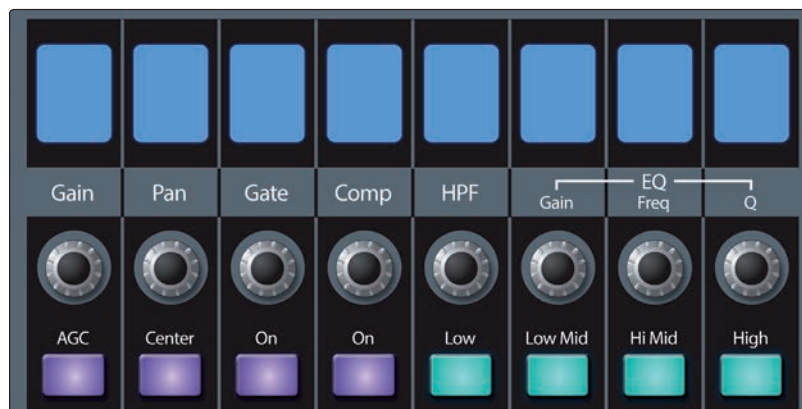 Gain Pan Gate Comp HPF EQ
Gain Freq Q
AGC Center On On Low Low Mid Hi Mid High